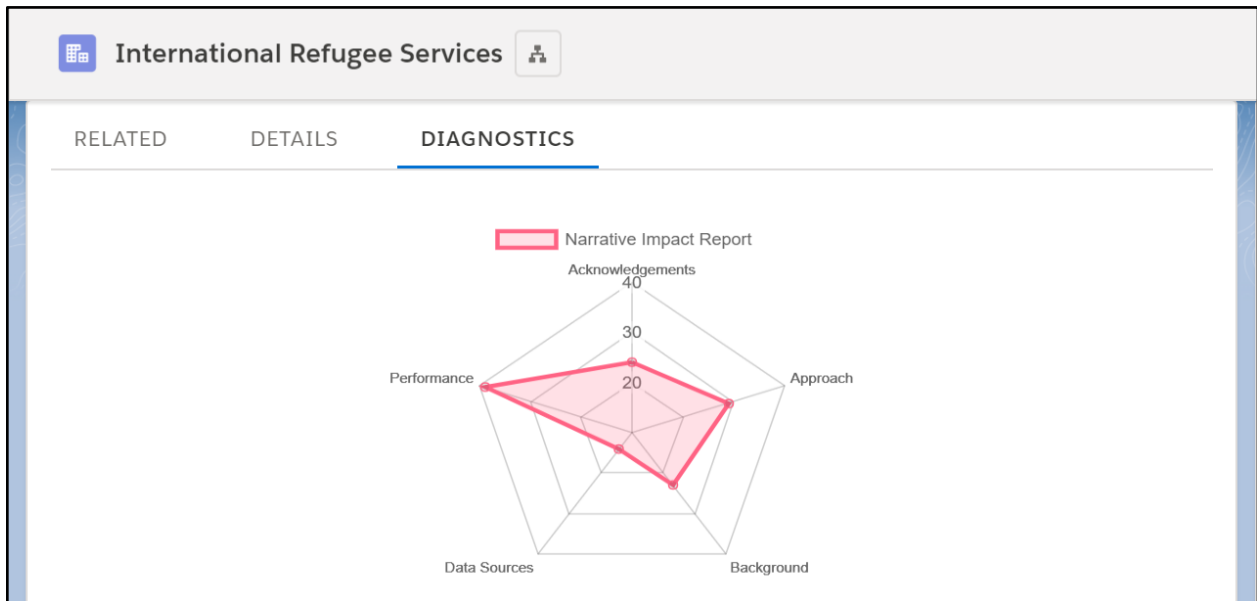 International Refugee Services
RELATED DETAILS DIAGNOSTICS
Narrative Impact Report
Acknowledgements
40
30
Performance
20
Approach
Data Sources
Background